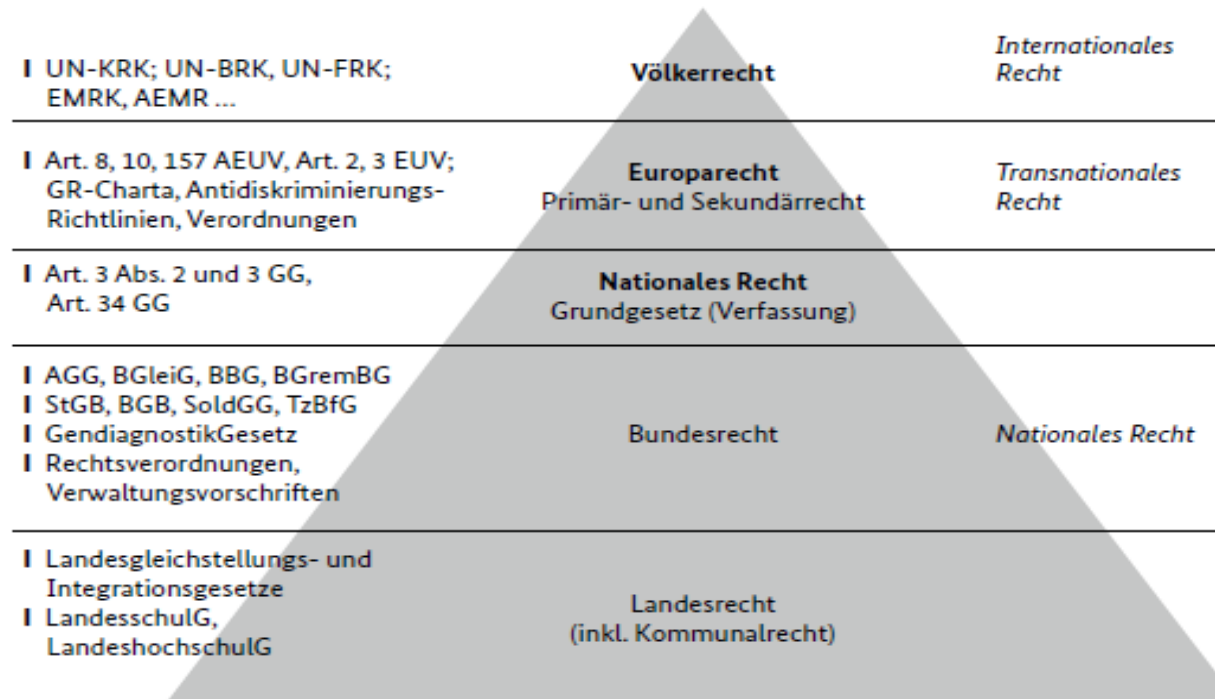 I UN-KRK; UN-BRK, UN-FRK;
EMRK, AEMR ...
Völkerrecht
Internationales
Recht
I Art. 8, 10, 157 AEUV, Art. 2, 3 EUV;
GR-Charta, Antidiskriminierungs-
Richtlinien, Verordnungen
Europarecht
Primär- und Sekundärrecht
Transnationales
Recht
I Art. 3 Abs. 2 und 3 GG,
Art. 34 GG
Nationales Recht
Grundgesetz (Verfassung)
I AGG, BGleiG, BBG, BGremBG
I StGB, BGB, SoldGG, TzBfG
I GendiagnostikGesetz
I Rechtsverordnungen,
Verwaltungsvorschriften
Bundesrecht
Nationales Recht
I Landesgleichstellungs- und
Integrationsgesetze
I LandesschulG,
LandeshochschulG
Landesrecht
(inkl. Kommunalrecht)